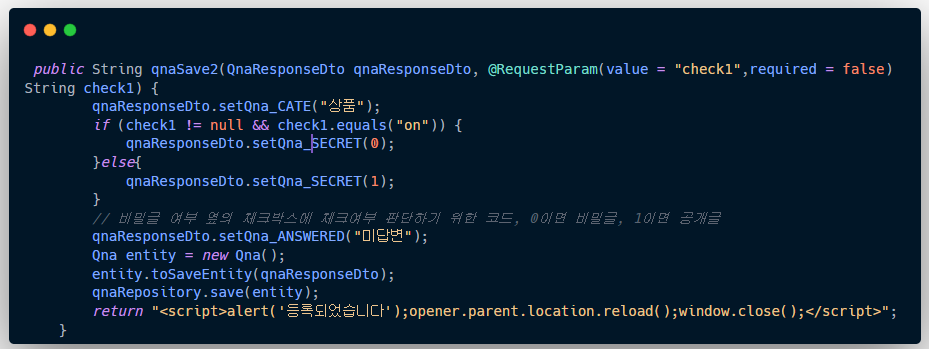 public String qnaSave2(QnaResponseDto qnaResponseDto, @RequestParam(value = "check1",required = false)
String check1) {
        qnaResponseDto.setQna_CATE("상품");
        if (check1 != null && check1.equals("on")) {
            qnaResponseDto.setQna_SECRET(0);
        }else{
            qnaResponseDto.setQna_SECRET(1);
        }
        // 비밀글 여부 옆의 체크박스에 체크여부 판단하기 위한 코드, 0이면 비밀글, 1이면 공개글
        qnaResponseDto.setQna_ANSWERED("미답변");
        Qna entity = new Qna();
        entity.toSaveEntity(qnaResponseDto);
        qnaRepository.save(entity);
        return "<script>alert('등록되었습니다');opener.parent.location.reload();window.close();</script>";
    }